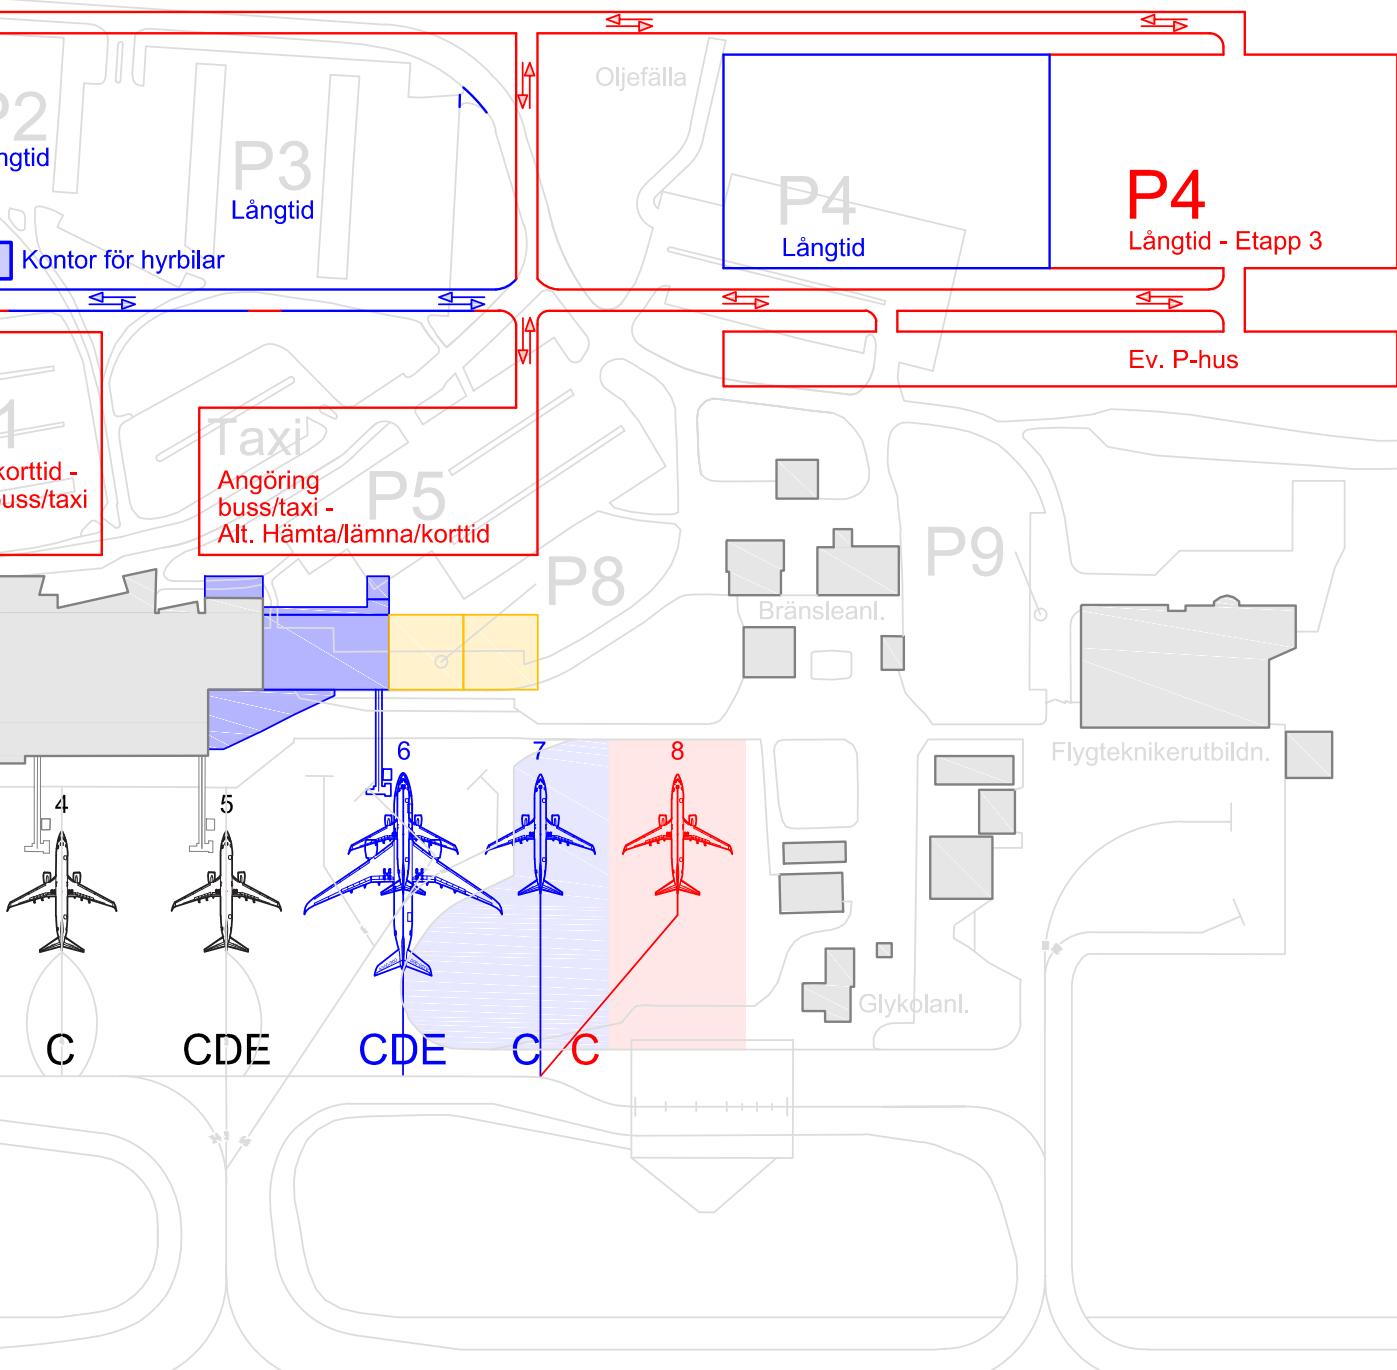 Oljefälla
P2
ngtid
P3
Långtid
P4
Långtid
P4
Långtid - Etapp 3
Kontor för hyrbilar
Ev. P-hus
1
korttid -
buss/taxi
Taxi
P5
Angöring
buss/taxi -
Alt. Hämta/lämna/korttid
P8
P9
Bränsleanl.
Flygteknikerutbildn.
4
5
6
7
8
Glykolanl.
C
CDE
CDE
C
C